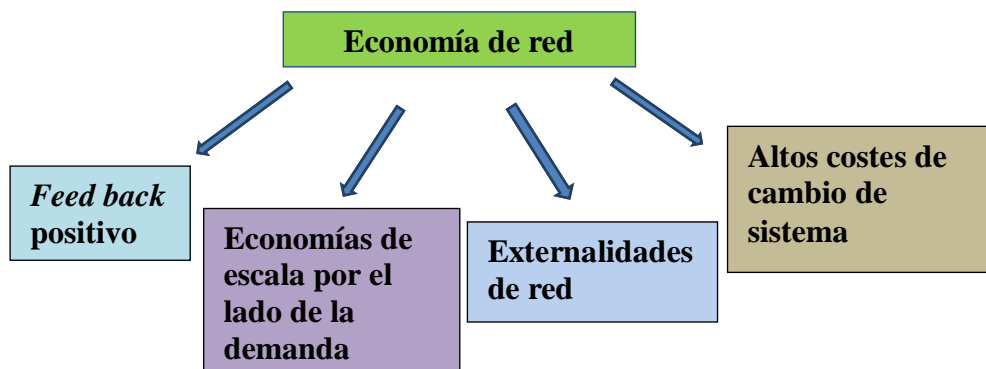 Economía de red
Feed back
positivo
Economías de
escala por el
lado de la
demanda
Externalidades
de red
Altos costes de
cambio de
sistema